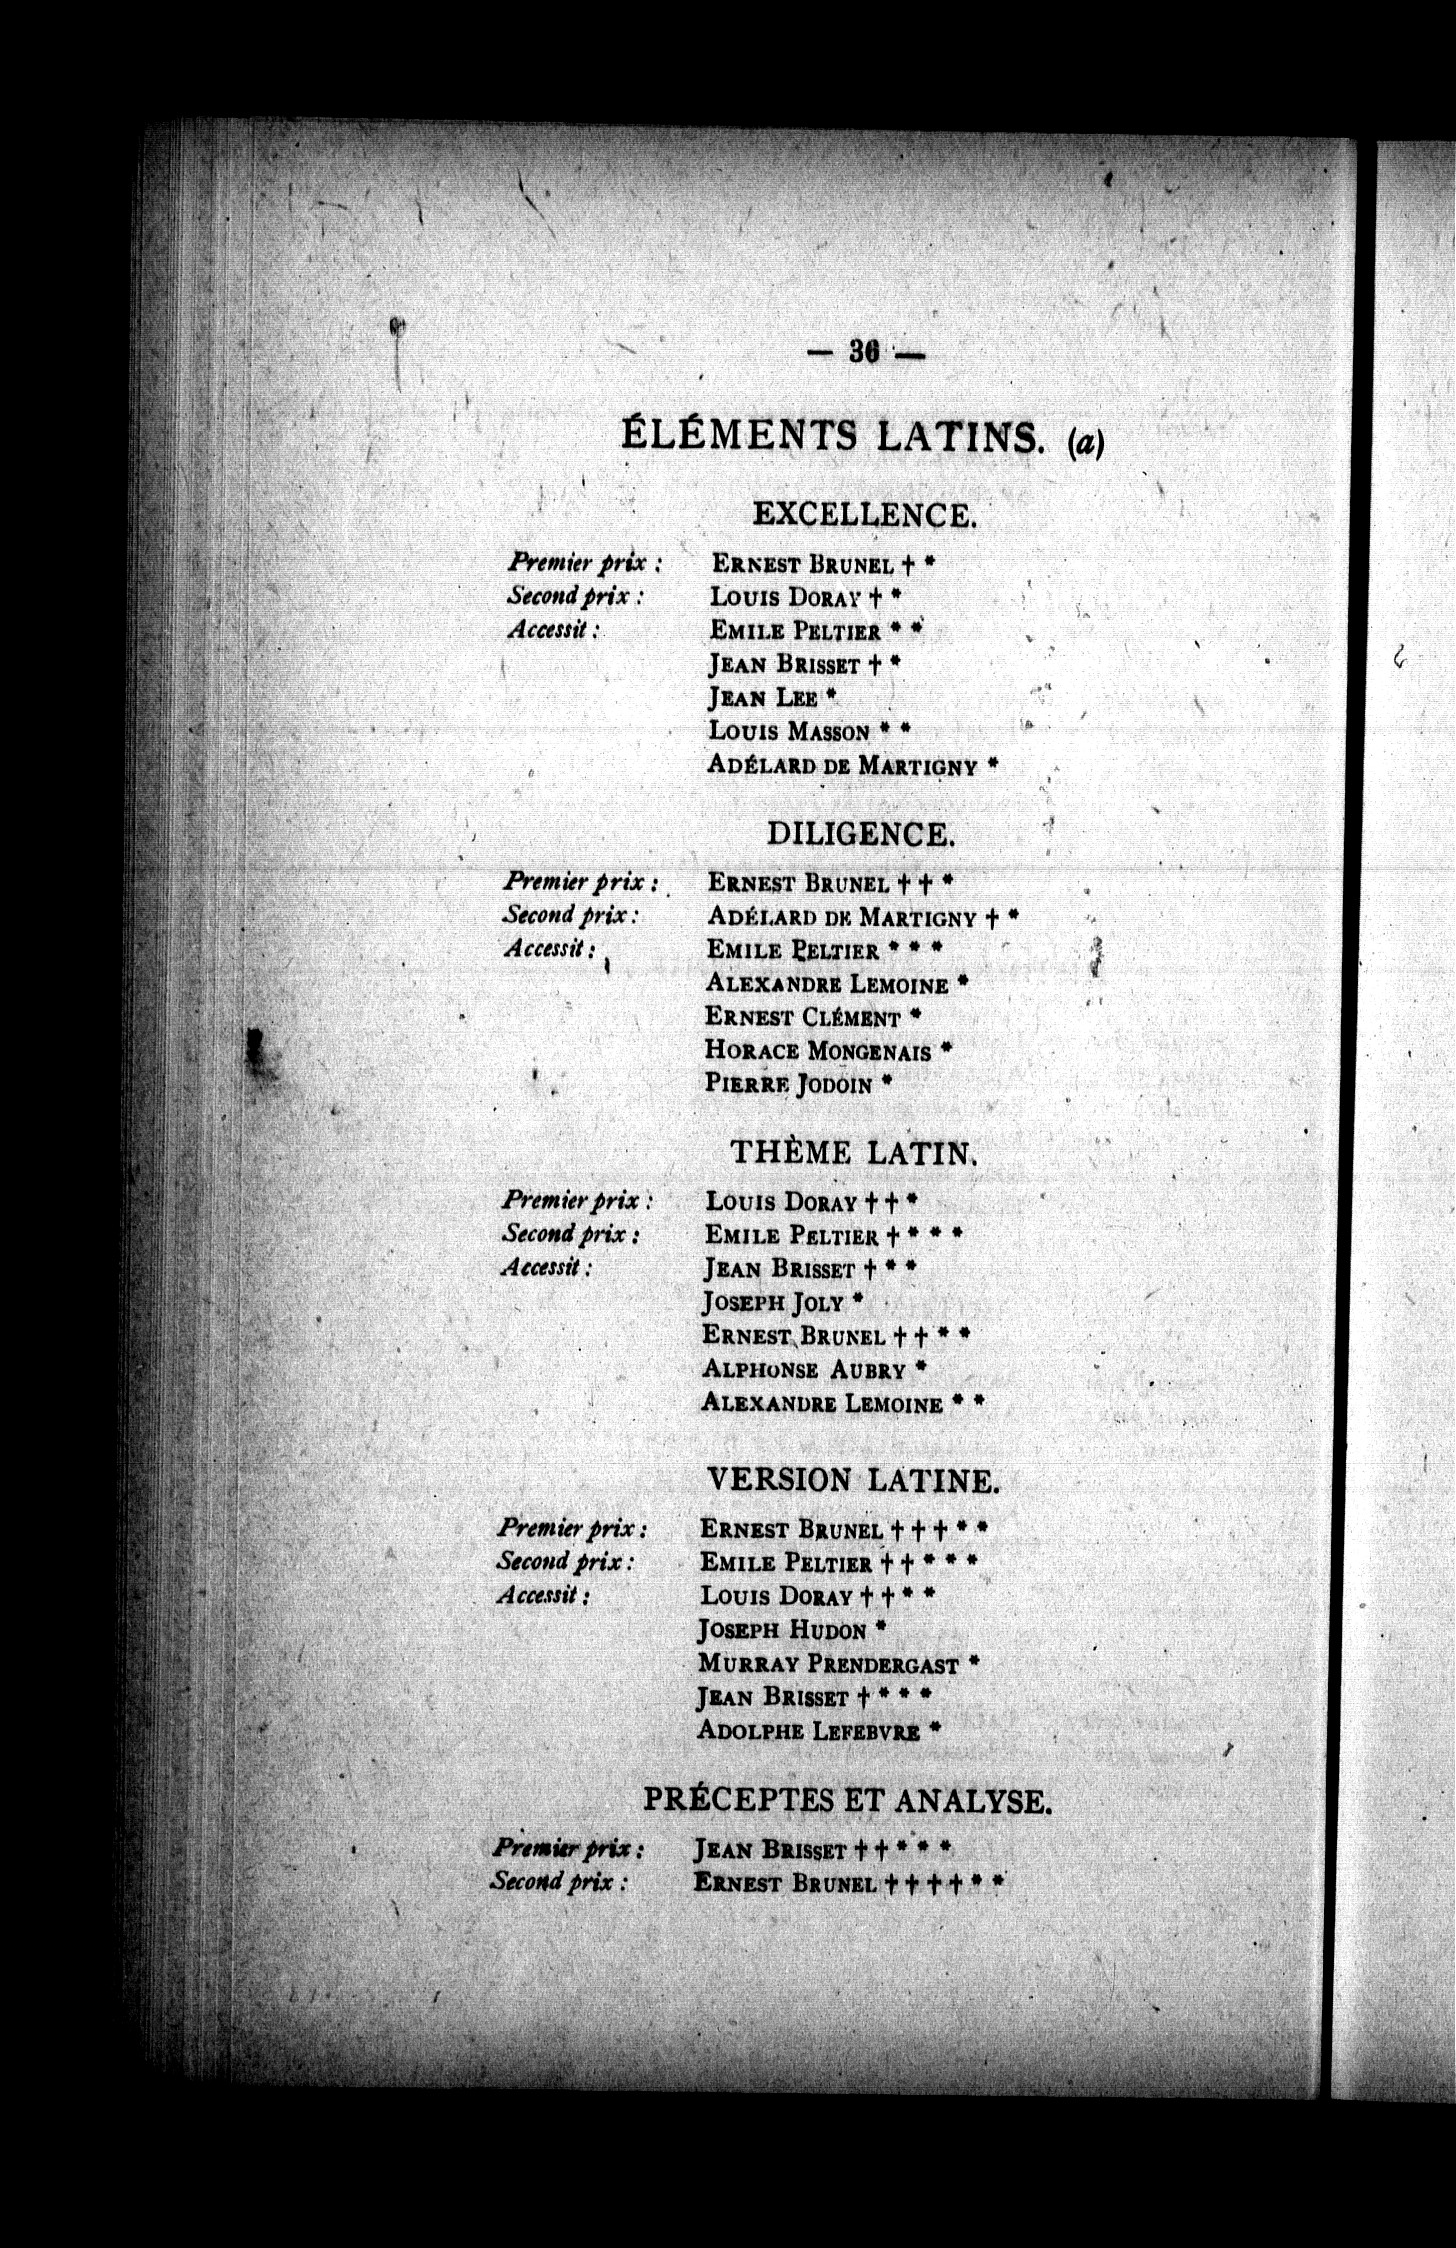 — 36 —
ÉLÉMENTS LATINS. (a)
EXCELLENCE.
Premier prix : ERNEST BRUNEL † *
Second prix : LOUIS DORAY † *
Accessit : EMILE PELTIER * *
JEAN BRISSET † *
JEAN LEE *
LOUIS MASSON * *
ADÉLARD DE MARTIGNY *
DILIGENCE.
Premier prix : ERNEST BRUNEL † † *
Second prix : ADÉLARD DE MARTIGNY † *
Accessit : EMILE PELTIER * * *
ALEXANDRE LEMOINE *
ERNEST CLÉMENT *
HORACE MONGENAIS *
PIERRE JODOIN *
THÈME LATIN.
Premier prix : LOUIS DORAY † † *
Second prix : EMILE PELTIER † * * *
Accessit : JEAN BRISSET † * *
JOSEPH JOLY *
ERNEST BRUNEL † † * *
ALPHONSE AUBRY *
ALEXANDRE LEMOINE * *
VERSION LATINE.
Premier prix : ERNEST BRUNEL † † † * *
Second prix : EMILE PELTIER † † * * *
Accessit : LOUIS DORAY † † * *
JOSEPH HUDON *
MURRAY PRENDERGAST *
JEAN BRISSET † * * *
ADOLPHE LEFEBVRE *
PRÉCEPTES ET ANALYSE.
Premier prix : JEAN BRISSET † † * * *
Second prix : ERNEST BRUNEL † † † † * *